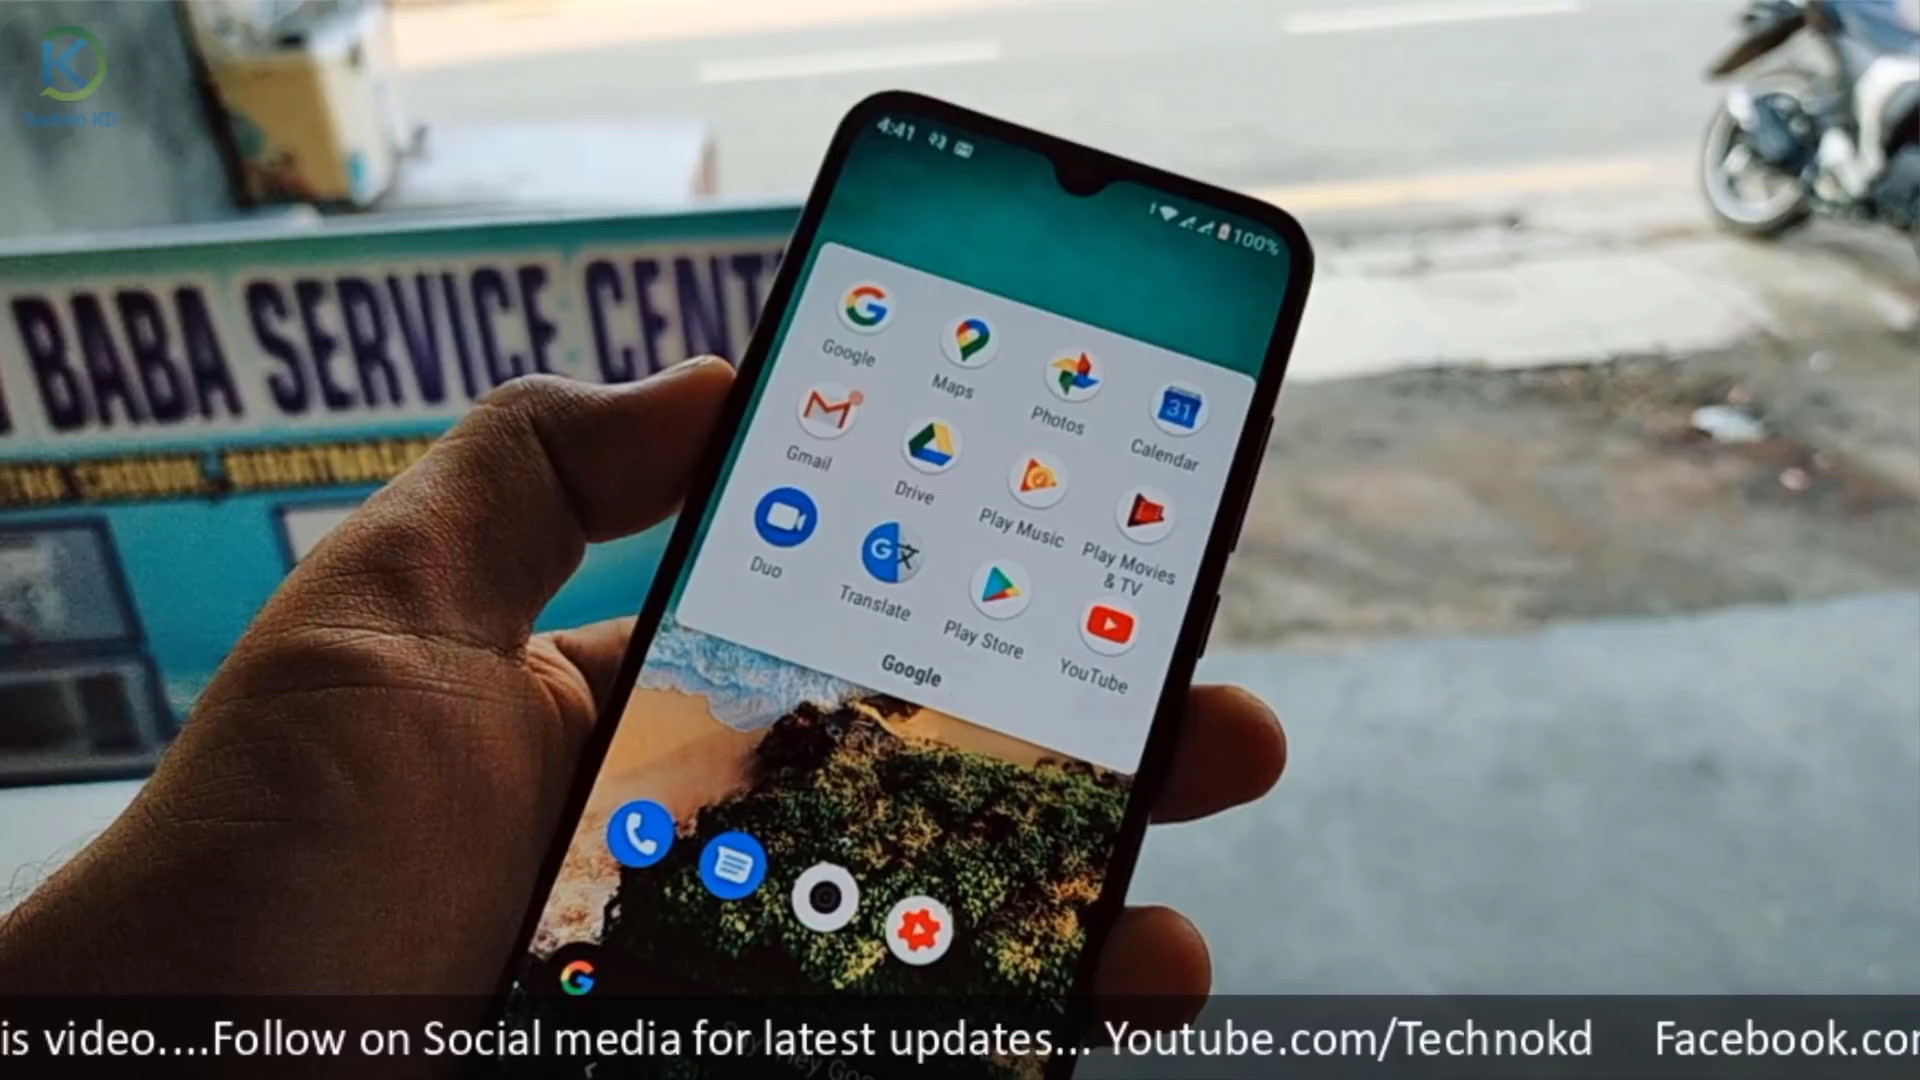 Techno KD
4:41
100%
BABA SERVICE CENT
Google
Maps
Photos
Calendar
31
Gmail
Drive
Play Music
Play Movies
& TV
Duo
Translate
Play Store
YouTube
Google
is video....Follow on Social media for latest updates... Youtube.com/Technokd Facebook.co